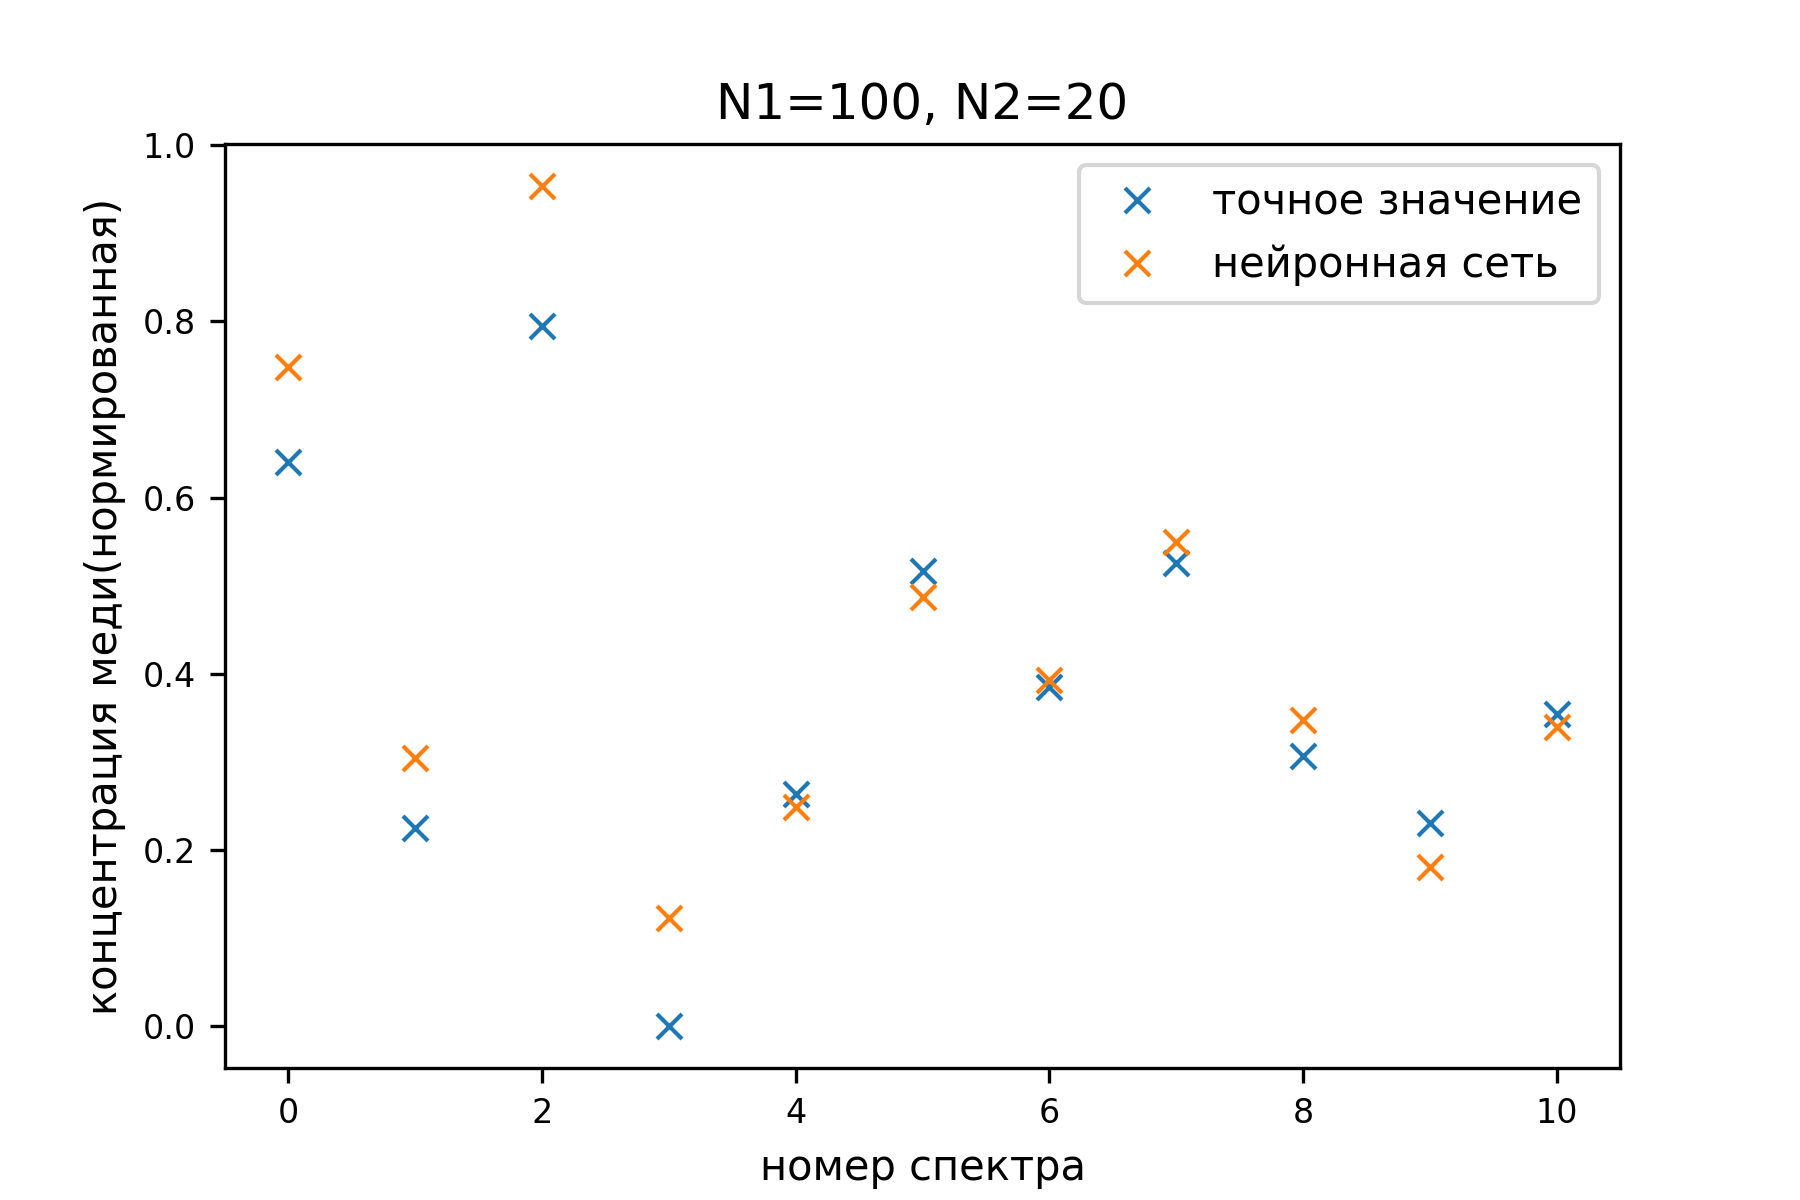 N1=100, N2=20
точное значение
нейронная сеть
концентрация меди(нормированная)
1.0
0.8
0.6
0.4
0.2
0.0
0 2 4 6 8 10
номер спектра